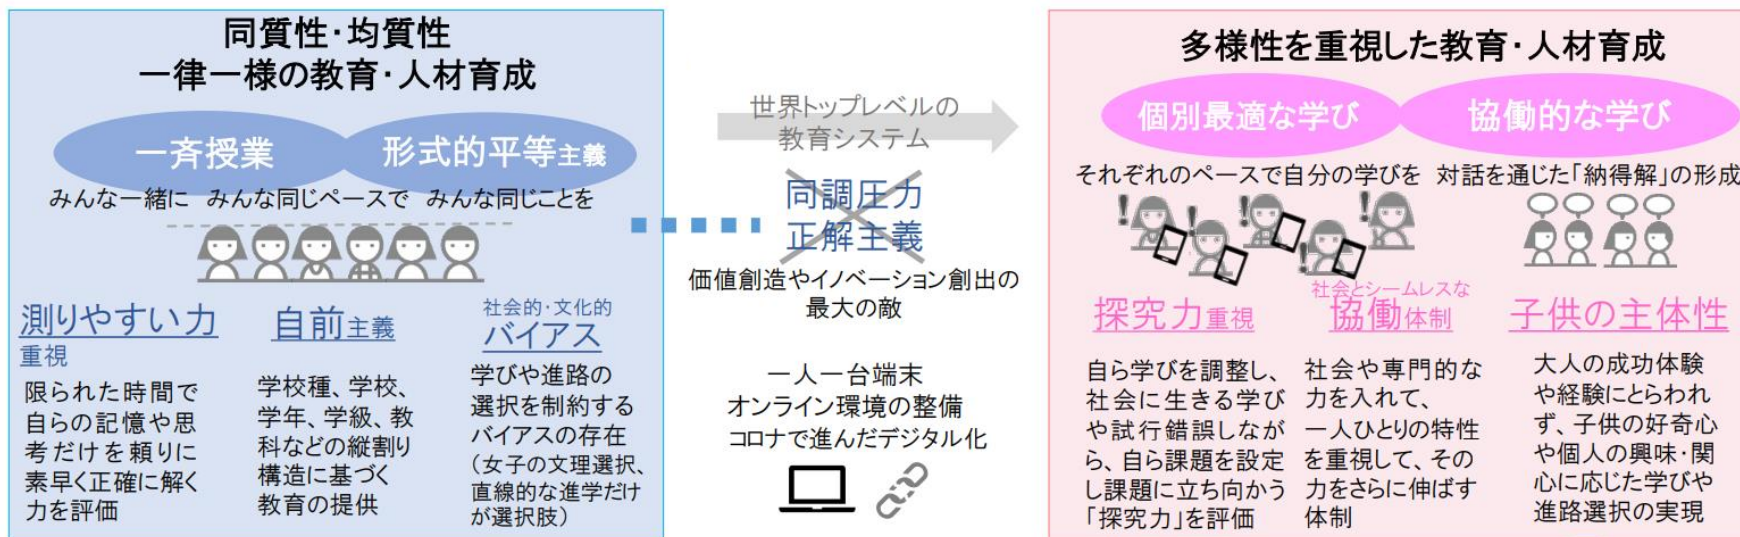 同質性・均質性
一律一様の教育・人材育成
一斉授業
形式的平等主義
みんな一緒に みんな同じペースで みんな同じことを
測りやすい力
重視
限られた時間で
自らの記憶や思
考だけを頼りに
素早く正確に解く
力を評価
自前主義
学校種、学校、
学年、学級、教
科などの縦割り
構造に基づく
教育の提供
社会的・文化的
バイアス
学びや進路の
選択を制約する
バイアスの存在
（女子の文理選択、
直線的な進学だけ
が選択肢）
世界トップレベルの
教育システム
同調圧力
正解主義
価値創造やイノベーション創出の
最大の敵
一人一台端末
オンライン環境の整備
コロナで進んだデジタル化
多様性を重視した教育・人材育成
個別最適な学び
協働的な学び
それぞれのペースで自分の学びを
対話を通じた「納得解」の形成
探究力重視
自ら学びを調整し、
社会に生きる学び
や試行錯誤しなが
ら、自ら課題を設定
し課題に立ち向かう
「探究力」を評価
社会とシームレスな
協働体制
社会や専門的な
力を入れて、
一人ひとりの特性
を重視して、その
力をさらに伸ばす
体制
子供の主体性
大人の成功体験
や経験にとらわれ
ず、子供の好奇心
や個人の興味・関
心に応じた学びや
進路選択の実現